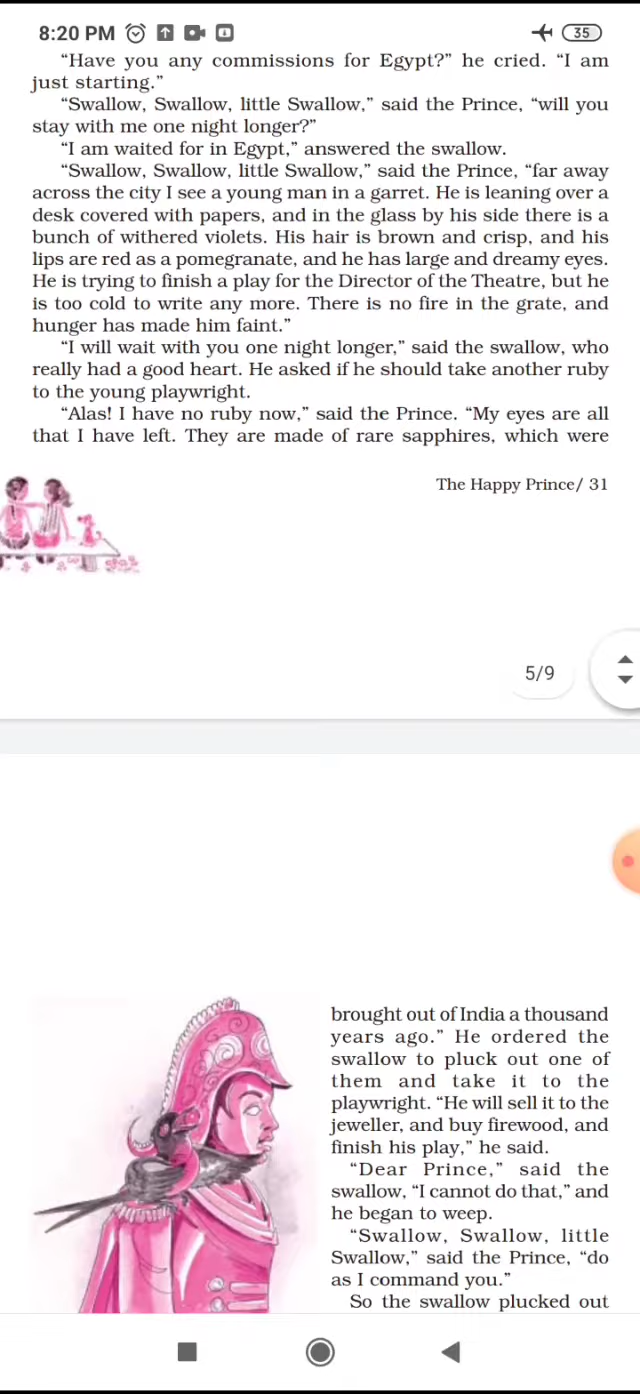 8:20 PM
35
“Have you any commissions for Egypt?” he cried. “I am
just starting.”
“Swallow, Swallow, little Swallow,” said the Prince, “will you
stay with me one night longer?”
“I am waited for in Egypt,” answered the swallow.
“Swallow, Swallow, little Swallow,” said the Prince, “far away
across the city I see a young man in a garret. He is leaning over a
desk covered with papers, and in the glass by his side there is a
bunch of withered violets. His hair is brown and crisp, and his
lips are red as a pomegranate, and he has large and dreamy eyes.
He is trying to finish a play for the Director of the Theatre, but he
is too cold to write any more. There is no fire in the grate, and
hunger has made him faint.”
“I will wait with you one night longer,” said the swallow, who
really had a good heart. He asked if he should take another ruby
to the young playwright.
“Alas! I have no ruby now,” said the Prince. “My eyes are all
that I have left. They are made of rare sapphires, which were
The Happy Prince/ 31
5/9
brought out of India a thousand
years ago.” He ordered the
swallow to pluck out one of
them and take it to the
playwright. “He will sell it to the
jeweller, and buy firewood, and
finish his play,” he said.
“Dear Prince,” said the
swallow, “I cannot do that,” and
he began to weep.
“Swallow, Swallow, little
Swallow,” said the Prince, “do
as I command you.”
So the swallow plucked out